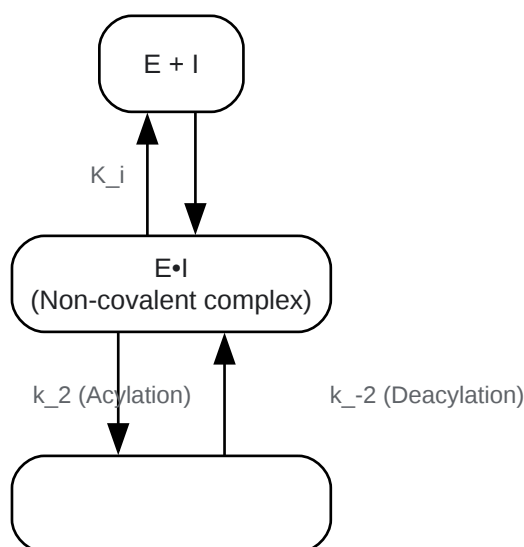 E + I
K_i
E•I
(Non-covalent complex)
k_2 (Acylation)
k_-2 (Deacylation)